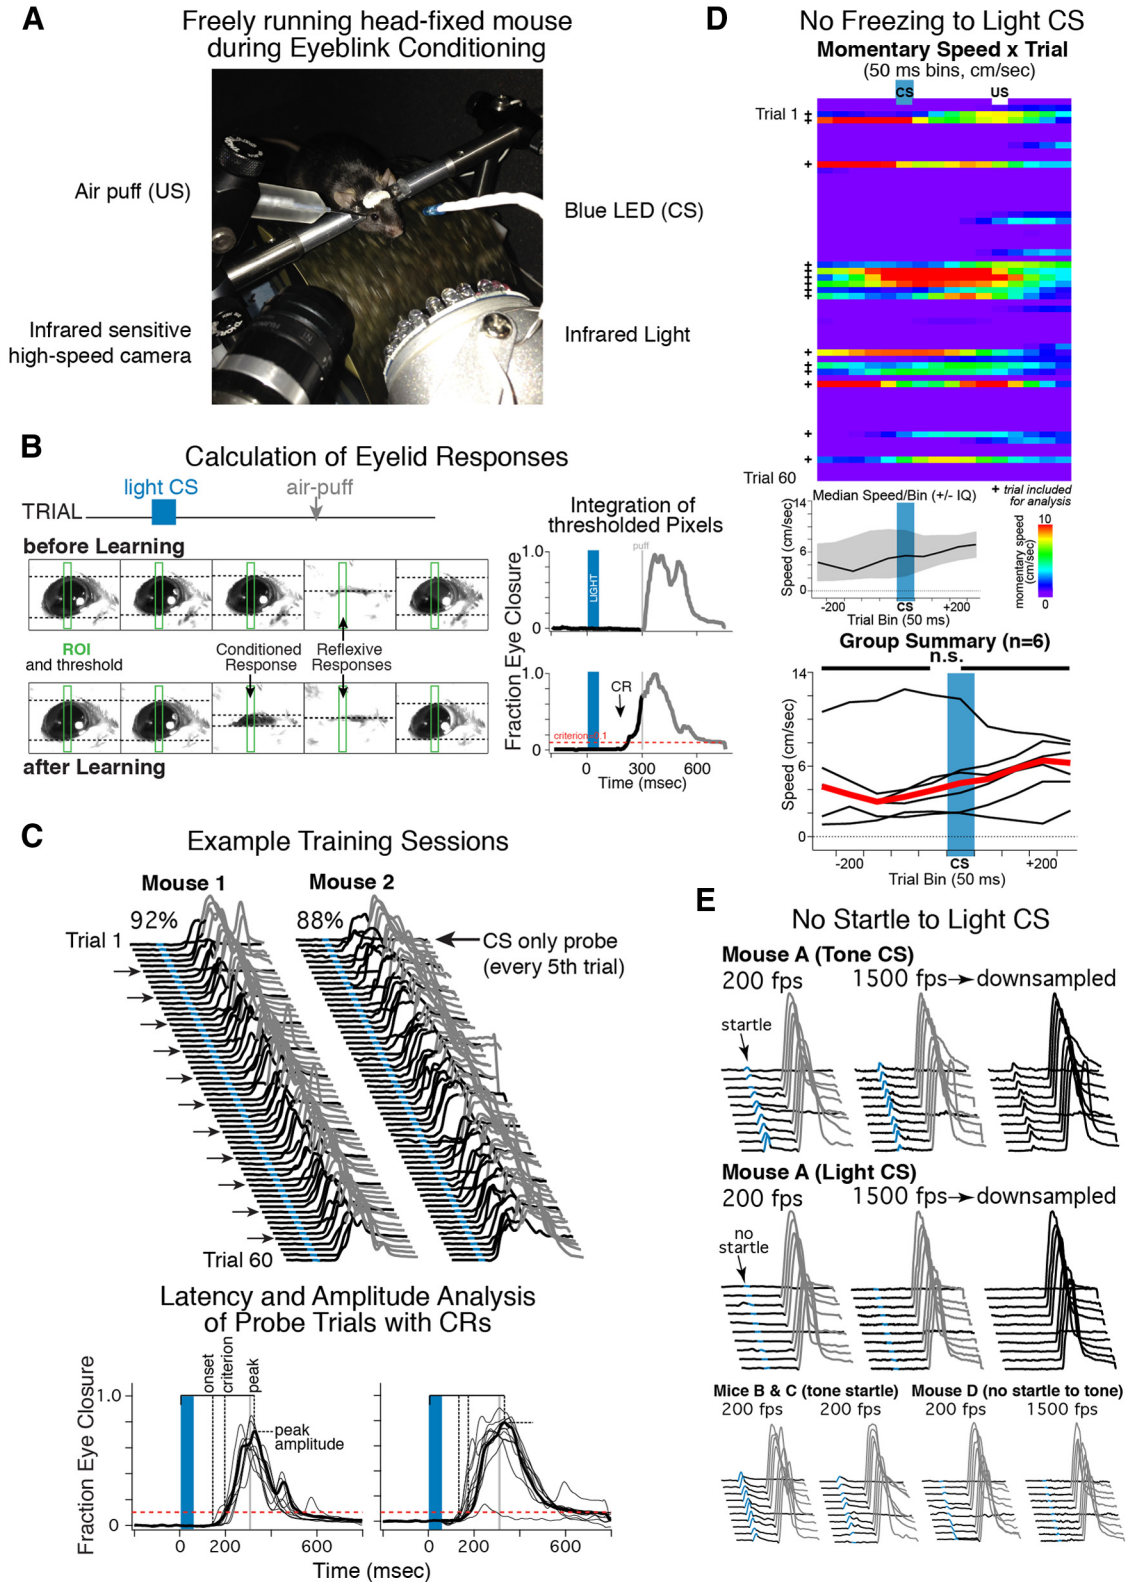 A
Freely running head-fixed mouse
during Eyeblink Conditioning
Air puff (US)
Blue LED (CS)
Infrared sensitive
high-speed camera
Infrared Light
B
Calculation of Eyelid Responses
light CS
air-puff
TRIAL
before Learning
ROI
and threshold
Conditioned
Response
Reflexive
Responses
after Learning
Integration of
thresholded Pixels
Fraction Eye Closure
1.0
puff
LIGHT
0
1.0
CR
criterion 0.1
0
0
300
600
Time (msec)
C
Example Training Sessions
Mouse 1
Mouse 2
92%
88%
Trial 1
CS only probe
(every 5th trial)
Trial 60
Latency and Amplitude Analysis
of Probe Trials with CRs
Fraction Eye Closure
1.0
0
onset
criterion
peak
peak
amplitude
0
200
600
0
200
600
Time (msec)
D
No Freezing to Light CS
Momentary Speed x Trial
(50 ms bins, cm/sec)
CS
US
Trial 1
Trial 60
Median Speed/Bin (+/- IQ)
+ trial included
for analysis
Speed (cm/sec)
14
6
0
-200
CS
+200
Trial Bin (50 ms)
momentary speed
(cm/sec)
10
0
Group Summary (n=6)
n.s.
Speed (cm/sec)
14
6
0
-200
CS
+200
Trial Bin (50 ms)
E
No Startle to Light CS
Mouse A (Tone CS)
200 fps
1500 fps
downsampled
startle
Mouse A (Light CS)
200 fps
1500 fps
downsampled
no
startle
Mice B & C (tone startle)
Mouse D (no startle to tone)
200 fps
200 fps
200 fps
1500 fps